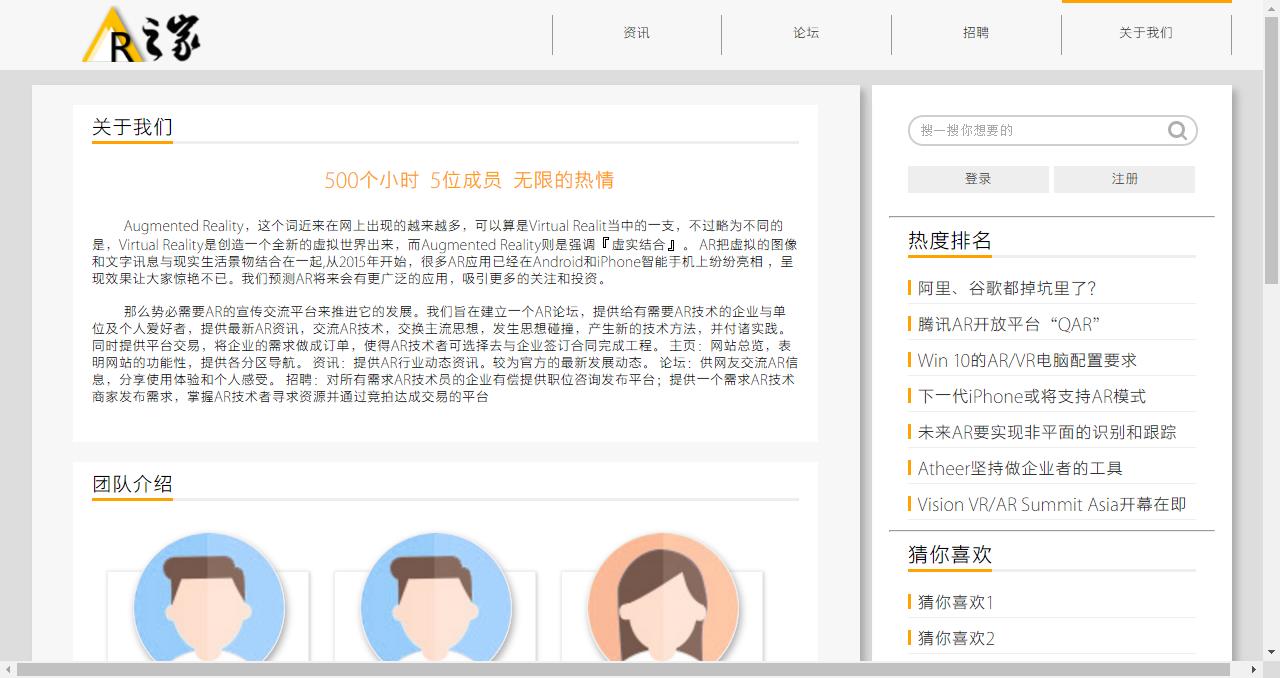 R之家
资讯
论坛
招聘
关于我们
关于我们
500个小时 5位成员 无限的热情
Augmented Reality，这个词近来在网上出现的越来越多，可以算是Virtual Realit当中的一支，不过略为不同的
是，Virtual Reality是创造一个全新的虚拟世界出来，而Augmented Reality则是强调『虚实结合』。 AR把虚拟的图像
和文字讯息与现实生活景物结合在一起,从2015年开始，很多AR应用已经在Android和iPhone智能手机上纷纷亮相 ，呈
现效果让大家惊艳不已。我们预测AR将来会有更广泛的应用，吸引更多的关注和投资。
那么势必需要AR的宣传交流平台来推进它的发展。我们旨在建立一个AR论坛，提供给有需要AR技术的企业与单
位及个人爱好者，提供最新AR资讯，交流AR技术，交换主流思想，发生思想碰撞，产生新的技术方法，并付诸实践。
同时提供平台交易，将企业的需求做成订单，使得AR技术者可选择去与企业签订合同完成工程。 主页：网站总览，表
明网站的功能性，提供各分区导航。 资讯：提供AR行业动态资讯。较为官方的最新发展动态。 论坛：供网友交流AR信
息，分享使用体验和个人感受。 招聘：对所有需求AR技术员的企业有偿提供职位咨询发布平台；提供一个需求AR技术
商家发布需求，掌握AR技术者寻求资源并通过竞拍达成交易的平台
团队介绍
搜一搜你想要的
登录
注册
热度排名
阿里、谷歌都掉坑里了？
腾讯AR开放平台“QAR”
Win 10的AR/VR电脑配置要求
下一代iPhone或将支持AR模式
未来AR要实现非平面的识别和跟踪
Atheer坚持做企业者的工具
Vision VR/AR Summit Asia开幕在即
猜你喜欢
猜你喜欢1
猜你喜欢2